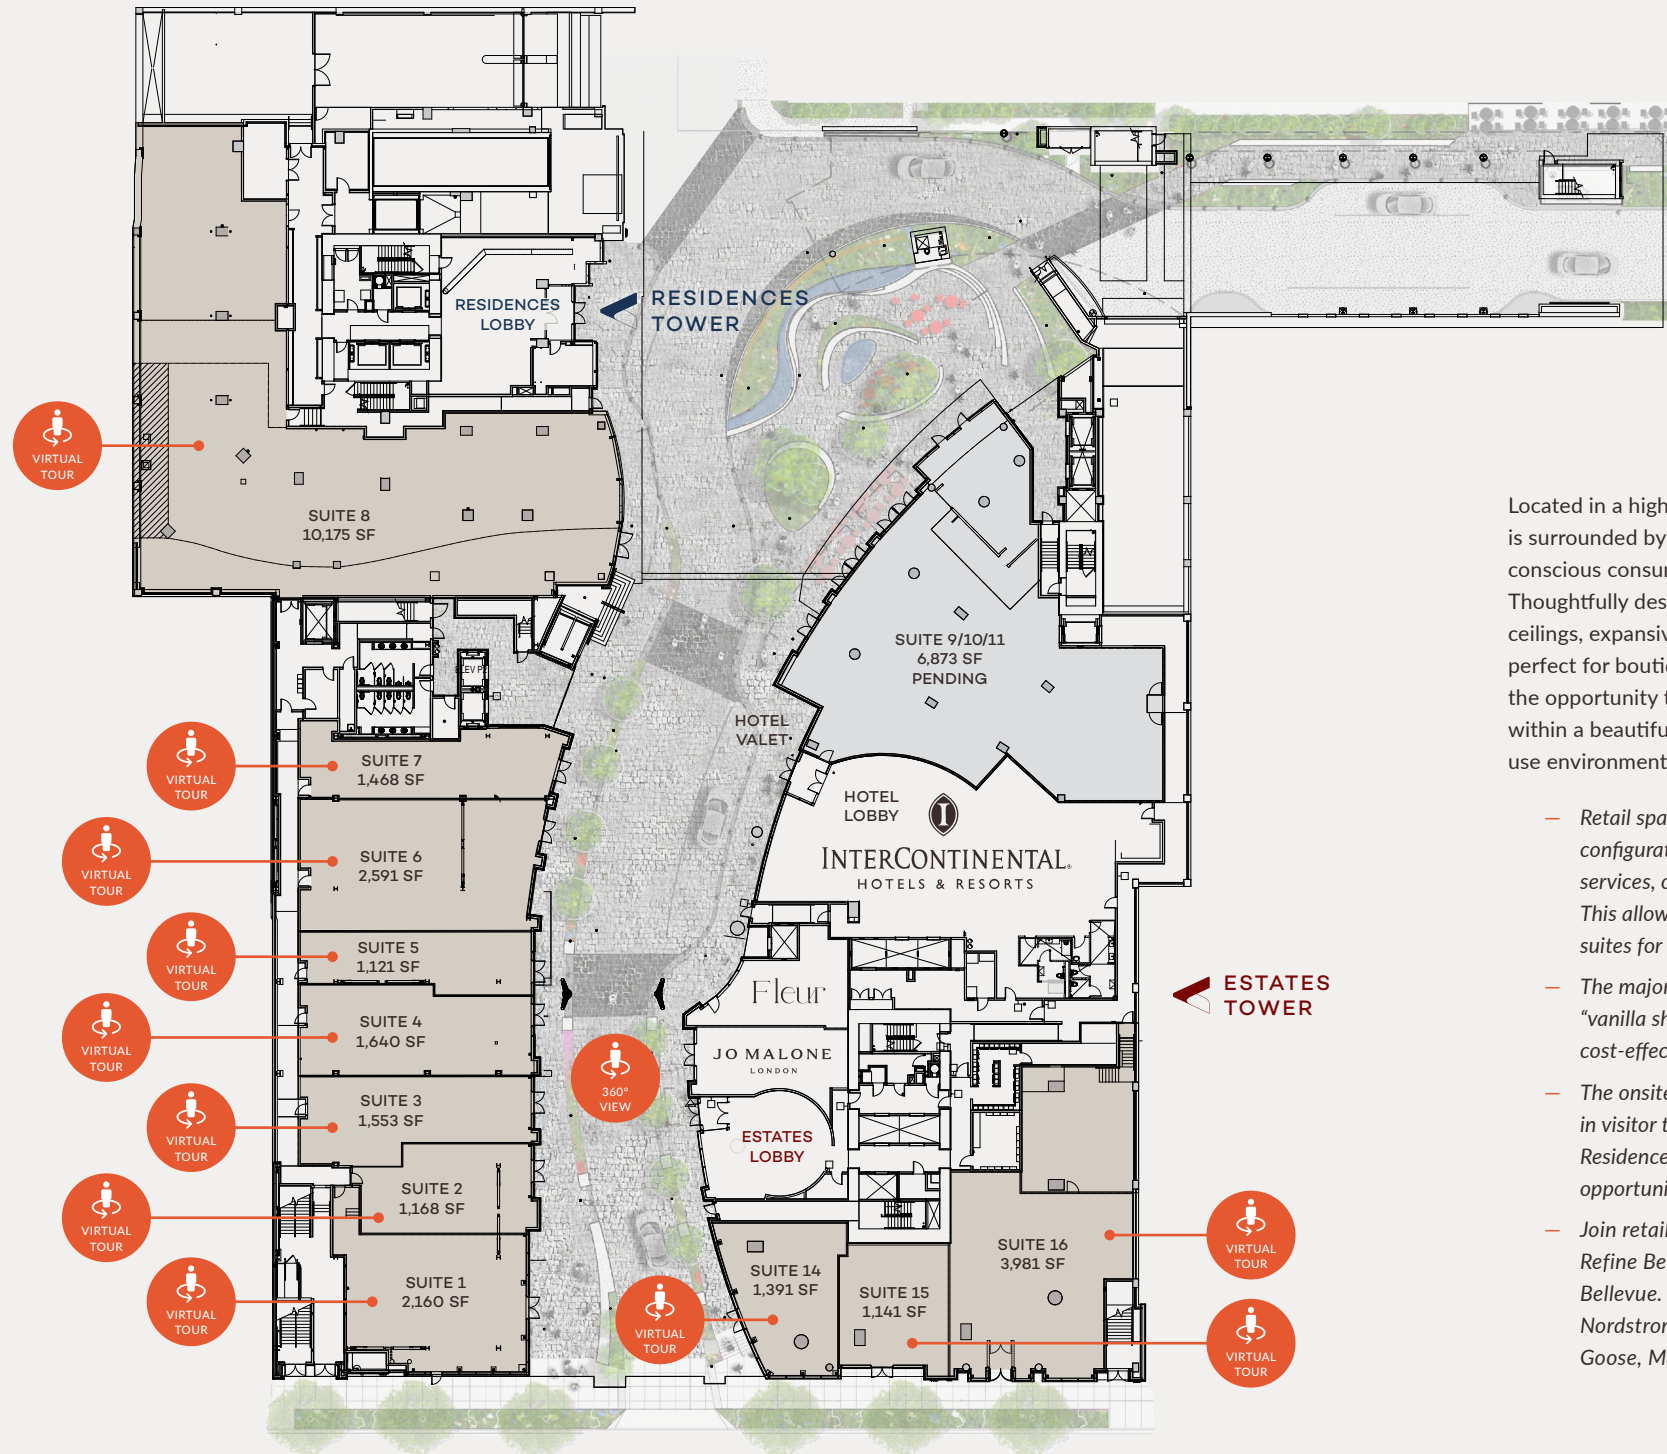 RESIDENCES
LOBBY
RESIDENCES
TOWER
VIRTUAL
TOUR
SUITE 8
10,175 SF
SUITE 9/10/11
6,873 SF
PENDING
HOTEL
VALET
HOTEL
LOBBY
I
INTERCONTINENTAL®
HOTELS & RESORTS
VIRTUAL
TOUR
SUITE 7
1,468 SF
VIRTUAL
TOUR
SUITE 6
2,591 SF
VIRTUAL
TOUR
SUITE 5
1,121 SF
VIRTUAL
TOUR
SUITE 4
1,640 SF
VIRTUAL
TOUR
SUITE 3
1,553 SF
VIRTUAL
TOUR
SUITE 2
1,168 SF
VIRTUAL
TOUR
SUITE 1
2,160 SF
360°
VIEW
Fleur
JO MALONE
LONDON
ESTATES
LOBBY
ESTATES
TOWER
VIRTUAL
TOUR
SUITE 14
1,391 SF
SUITE 15
1,141 SF
SUITE 16
3,981 SF
VIRTUAL
TOUR
VIRTUAL
TOUR
Located in a high
is surrounded by
conscious consu
Thoughtfully des
ceilings, expansiv
perfect for bouti
the opportunity
within a beautifu
use environment
— Retail spa
configurat
services, c
This allow
suites for
— The major
“vanilla sh
cost-effec
— The onsite
in visitor t
Residence
opportuni
— Join retail
Refine Be
Bellevue.
Nordstror
Goose, M